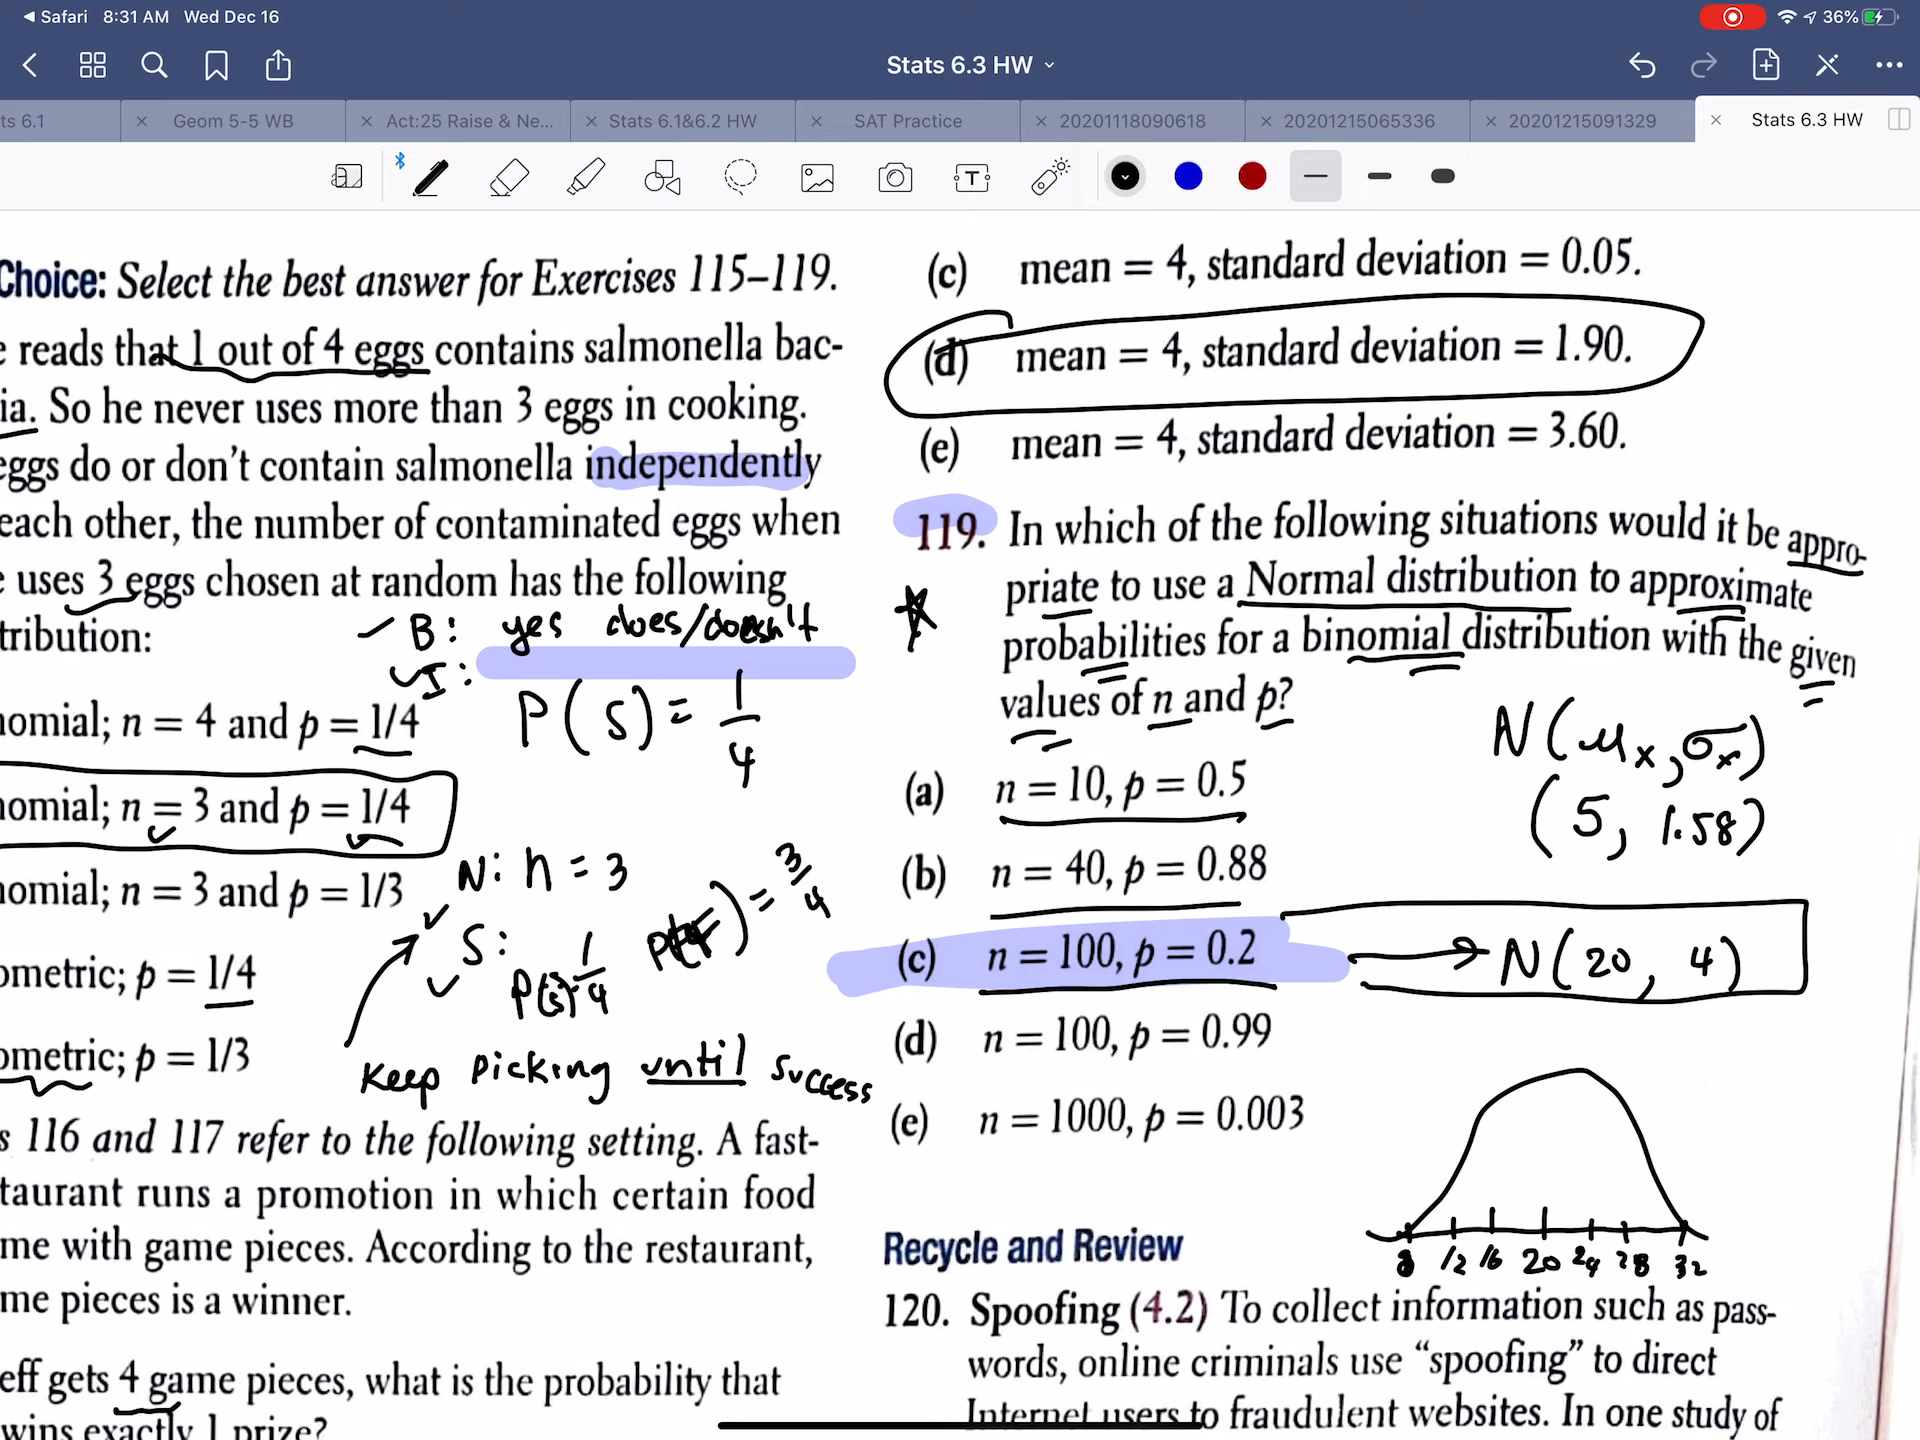 Safari 8:31 AM Wed Dec 16
36%
Stats 6.3 HW
ts 6.1
Geom 5-5 WB
Act:25 Raise & Ne...
Stats 6.1&6.2 HW
SAT Practice
20201118090618
20201215065336
20201215091329
Stats 6.3 HW
Choice: Select the best answer for Exercises 115–119.
e reads that 1 out of 4 eggs contains salmonella bac-
ia. So he never uses more than 3 eggs in cooking.
eggs do or don't contain salmonella independently
each other, the number of contaminated eggs when
e uses 3 eggs chosen at random has the following
tribution:
B: yes does/doesn't
I:
P(S) = 1/4
nomial; n = 4 and p = 1/4
nomial; n = 3 and p = 1/4
nomial; n = 3 and p = 1/3
N: n = 3
S: P(S) 1/4 P(F) = 3/4
ometric; p = 1/4
ometric; p = 1/3
Keep picking until success
s 116 and 117 refer to the following setting. A fast-
taurant runs a promotion in which certain food
me with game pieces. According to the restaurant,
me pieces is a winner.
eff gets 4 game pieces, what is the probability that
wins exactly 1 prize?
(c) mean = 4, standard deviation = 0.05.
(d) mean = 4, standard deviation = 1.90.
(e) mean = 4, standard deviation = 3.60.
119. In which of the following situations would it be appro-
priate to use a Normal distribution to approximate
probabilities for a binomial distribution with the given
values of n and p?
N(μx, σx)
(5, 1.58)
(a) n = 10, p = 0.5
(b) n = 40, p = 0.88
(c) n = 100, p = 0.2
N(20, 4)
(d) n = 100, p = 0.99
(e) n = 1000, p = 0.003
8 12 16 20 24 28 32
Recycle and Review
120. Spoofing (4.2) To collect information such as pass-
words, online criminals use "spoofing" to direct
Internet users to fraudulent websites. In one study of